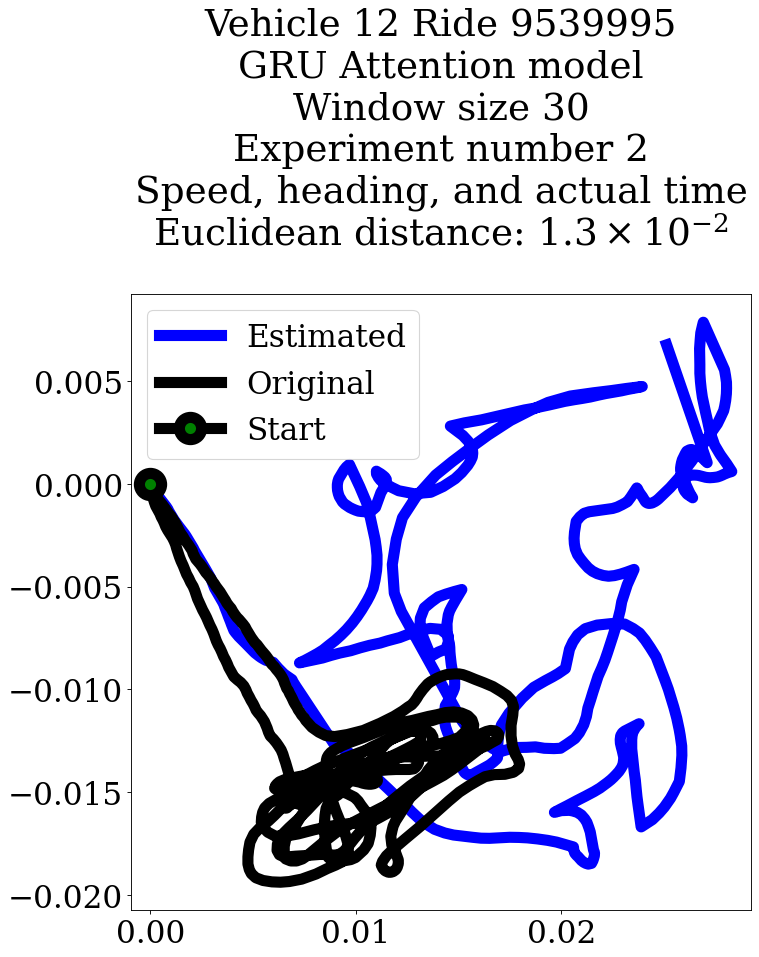 Vehicle 12 Ride 9539995
GRU Attention model
Window size 30
Experiment number 2
Speed, heading, and actual time
Euclidean distance: 1.3 × 10⁻²
Estimated
Original
Start
0.005
0.000
−0.005
−0.010
−0.015
−0.020
0.00 0.01 0.02